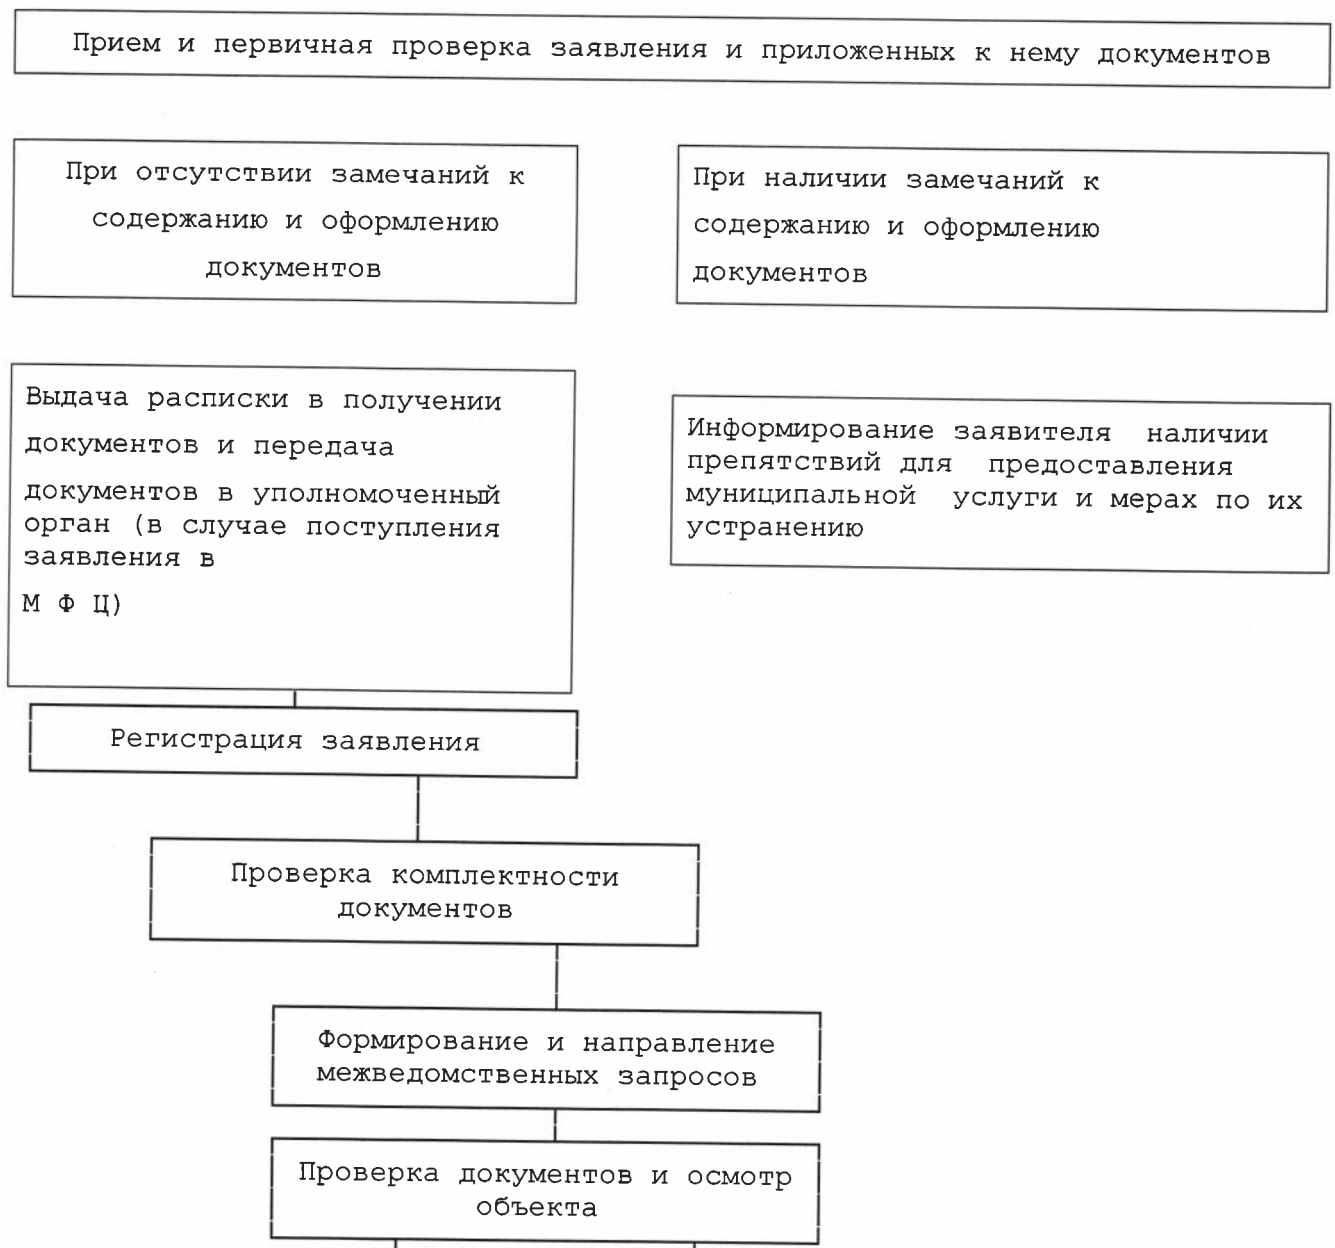 Прием и первичная проверка заявления и приложенных к нему документов
При отсутствии замечаний к
содержанию и оформлению
документов
При наличии замечаний к
содержанию и оформлению
документов
Выдача расписки в получении
документов и передача
документов в уполномоченный
орган (в случае поступления
заявления в
М Ф Ц)
Информирование заявителя наличии
препятствий для предоставления
муниципальной услуги и мерах по их
устранению
Регистрация заявления
Проверка комплектности
документов
Формирование и направление
межведомственных запросов
Проверка документов и осмотр
объекта